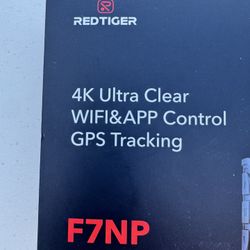 REDTIGER
4K Ultra Clear
WIFI&APP Control
GPS Tracking
F7NP